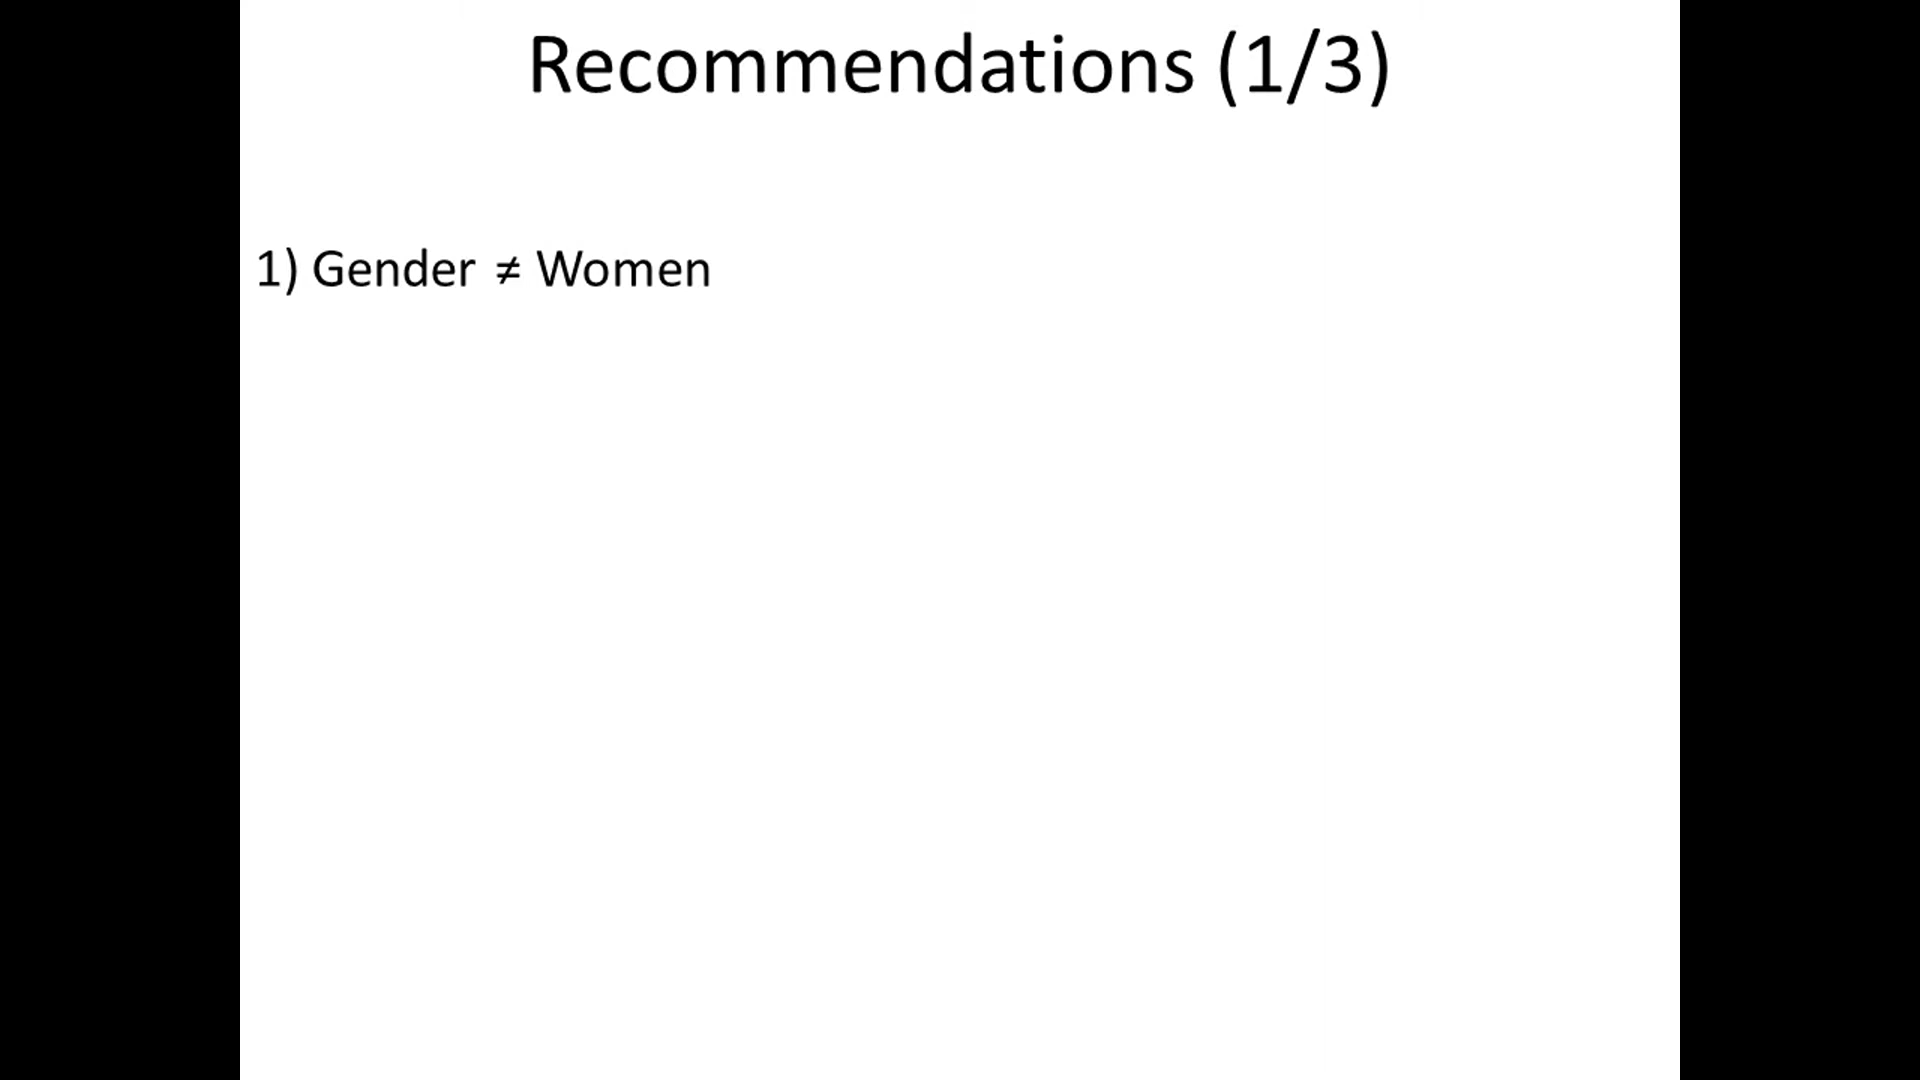 Recommendations (1/3)
1) Gender ≠ Women